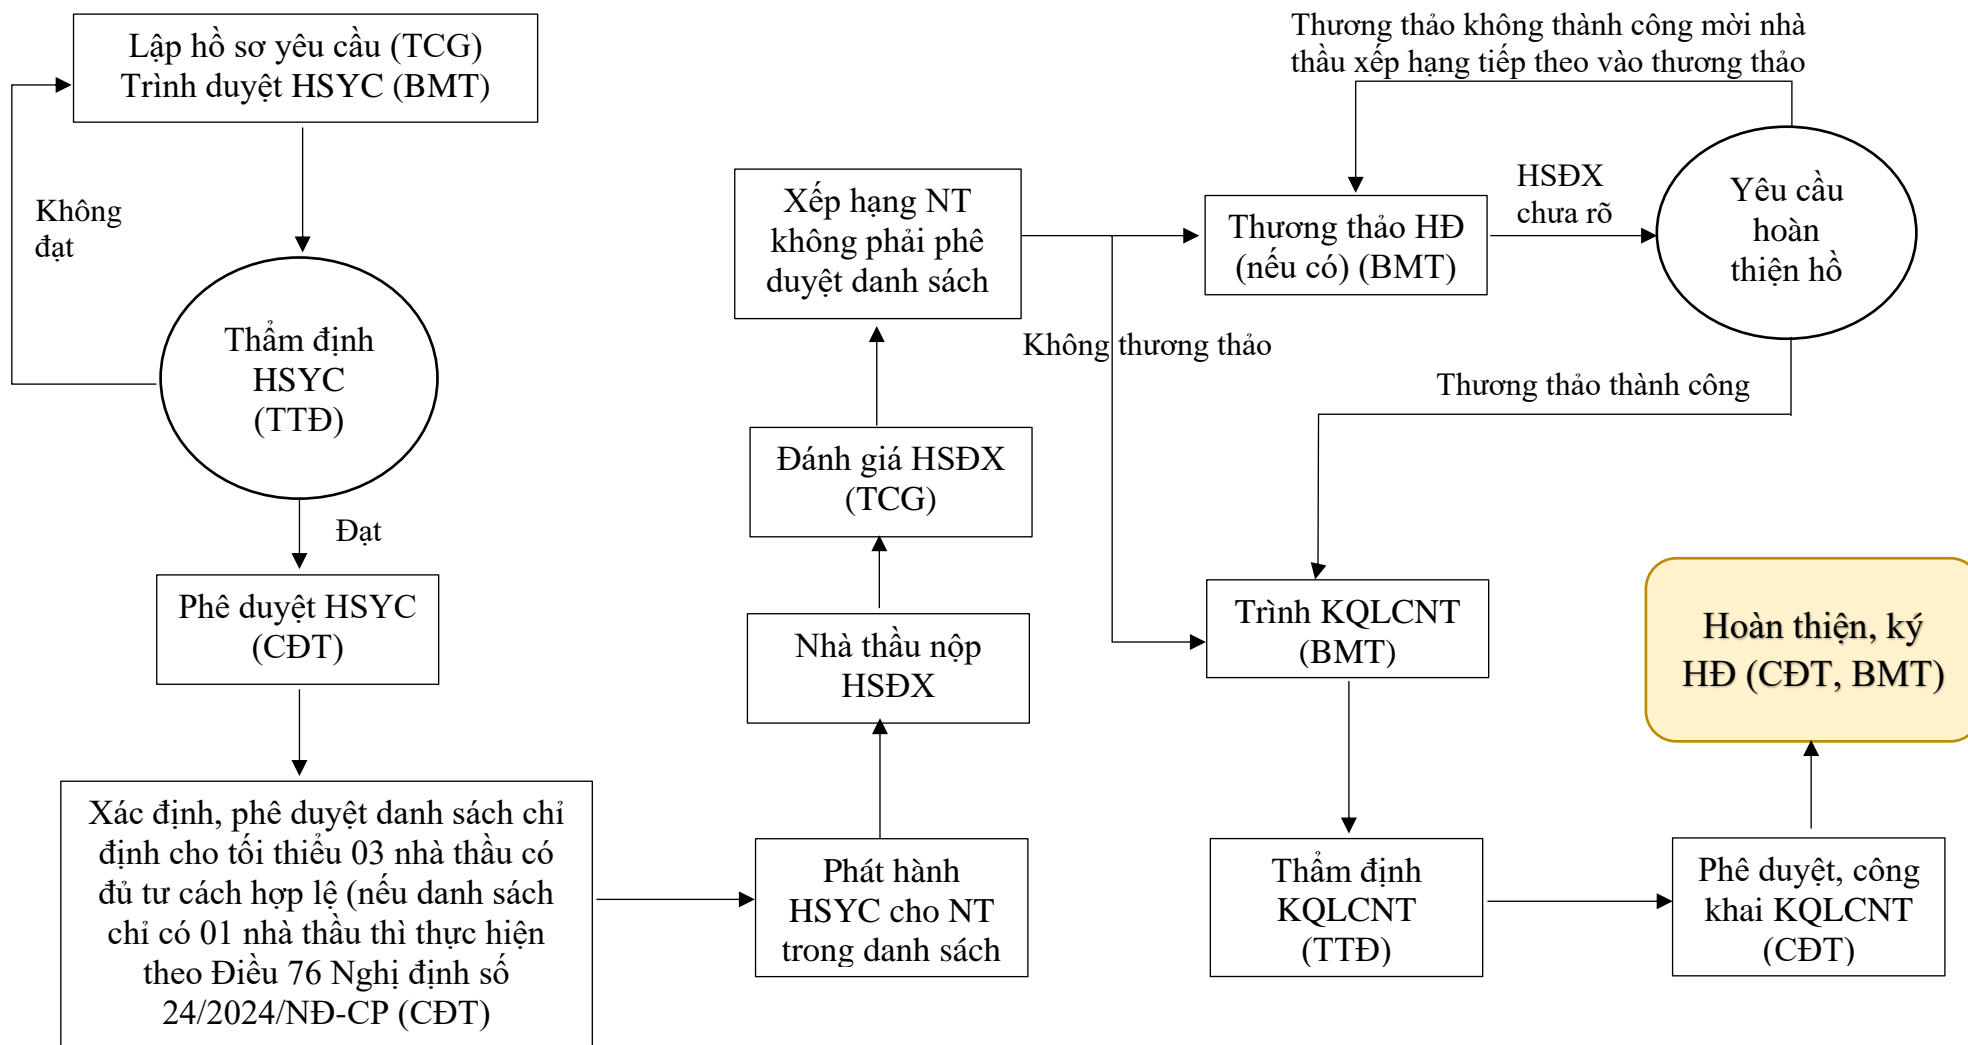 Lập hồ sơ yêu cầu (TCG)
Trình duyệt HSYC (BMT)
Không
đạt
Thẩm định
HSYC
(TTĐ)
Đạt
Phê duyệt HSYC
(CĐT)
Xác định, phê duyệt danh sách chỉ
định cho tối thiểu 03 nhà thầu có
đủ tư cách hợp lệ (nếu danh sách
chỉ có 01 nhà thầu thì thực hiện
theo Điều 76 Nghị định số
24/2024/NĐ-CP (CĐT)
Phát hành
HSYC cho NT
trong danh sách
Nhà thầu nộp
HSĐX
Đánh giá HSĐX
(TCG)
Xếp hạng NT
không phải phê
duyệt danh sách
Không thương thảo
Thương thảo HĐ
(nếu có) (BMT)
HSĐX
chưa rõ
Yêu cầu
hoàn
thiện hồ
Thương thảo không thành công mời nhà
thầu xếp hạng tiếp theo vào thương thảo
Thương thảo thành công
Trình KQLCNT
(BMT)
Thẩm định
KQLCNT
(TTĐ)
Phê duyệt, công
khai KQLCNT
(CĐT)
Hoàn thiện, ký
HĐ (CĐT, BMT)